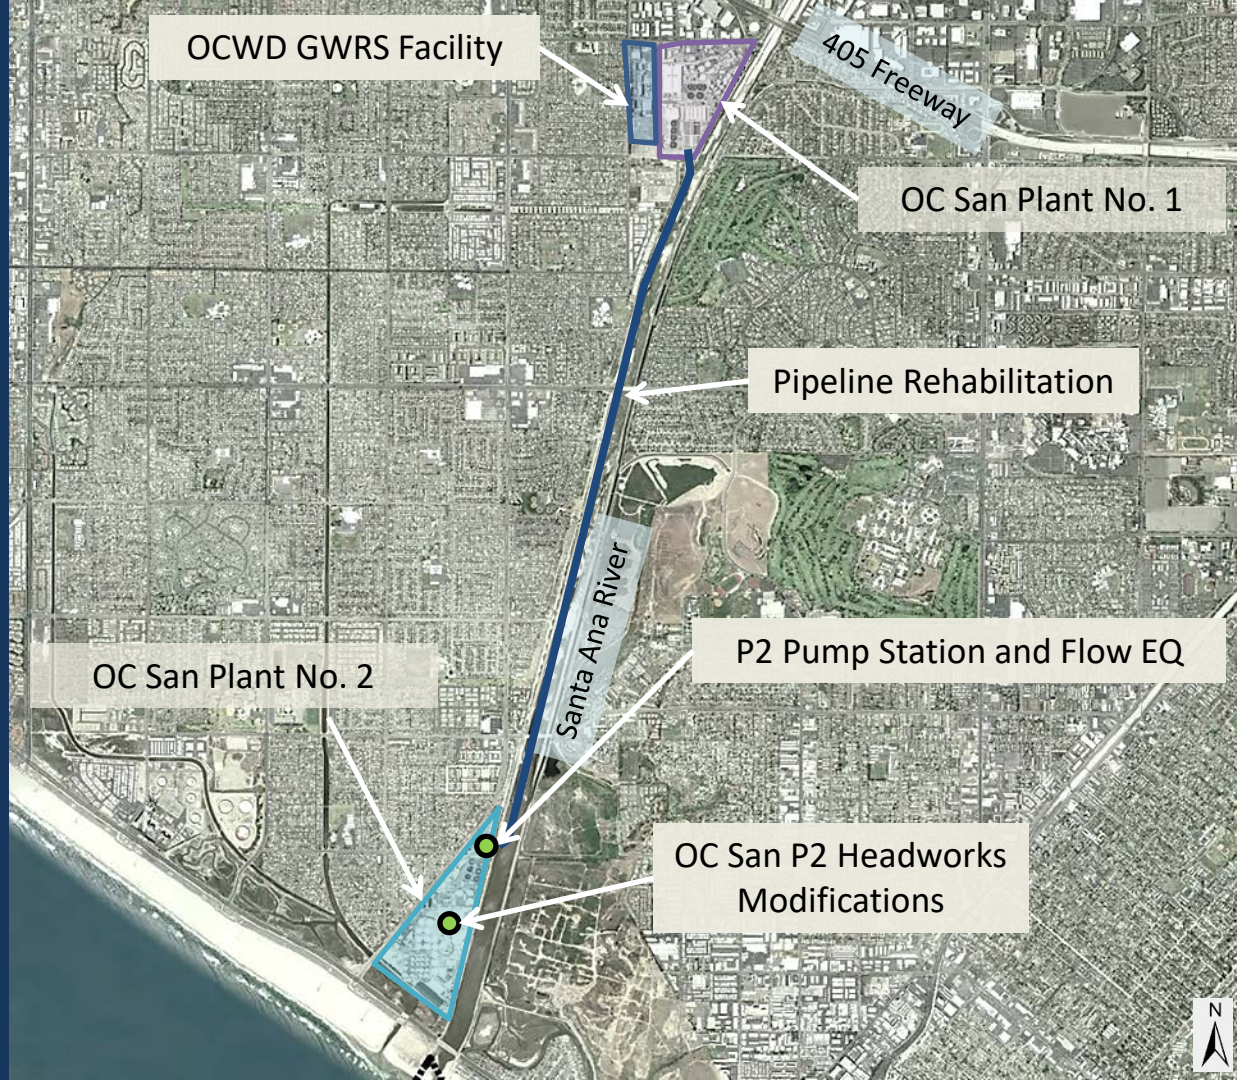 OCWD GWRS Facility
405 Freeway
OC San Plant No. 1
Pipeline Rehabilitation
Santa Ana River
P2 Pump Station and Flow EQ
OC San Plant No. 2
OC San P2 Headworks
Modifications
N